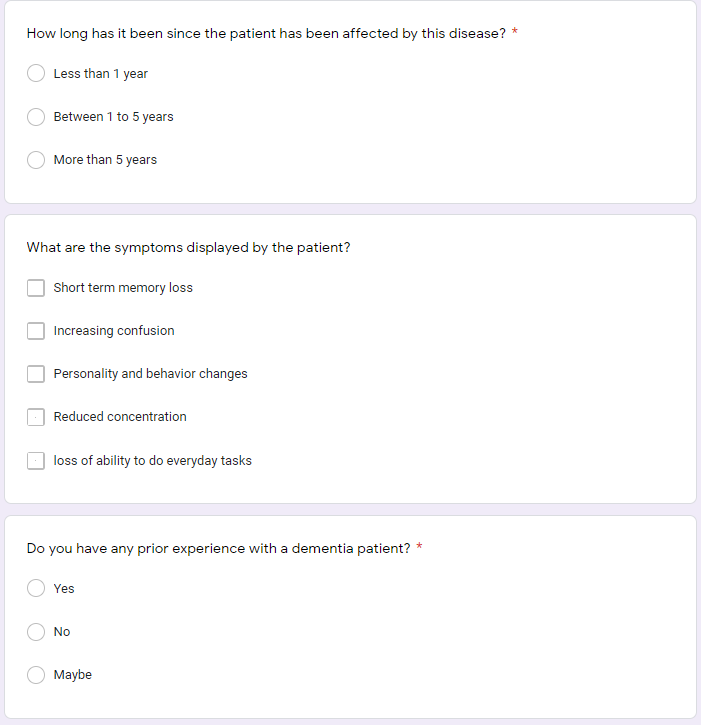 How long has it been since the patient has been affected by this disease? *
Less than 1 year
Between 1 to 5 years
More than 5 years
What are the symptoms displayed by the patient?
Short term memory loss
Increasing confusion
Personality and behavior changes
Reduced concentration
loss of ability to do everyday tasks
Do you have any prior experience with a dementia patient? *
Yes
No
Maybe